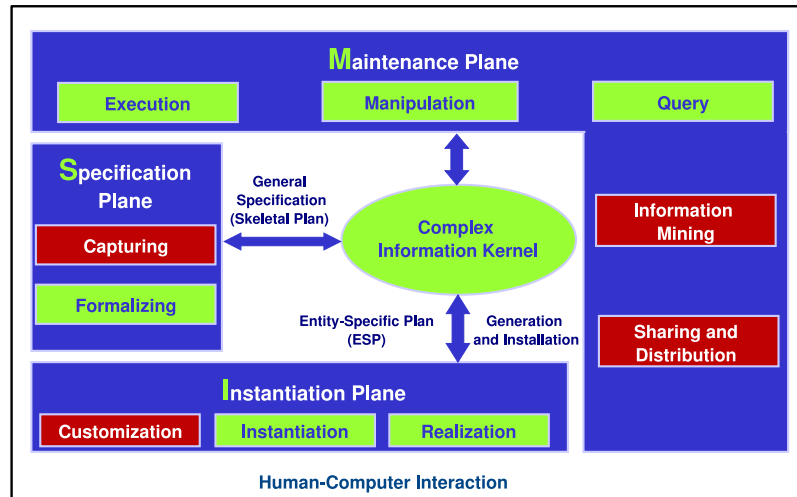 Maintenance Plane
Execution
Manipulation
Query
Specification
Plane
Capturing
Formalizing
General
Specification
(Skeletal Plan)
Complex
Information Kernel
Information
Mining
Sharing and
Distribution
Entity-Specific Plan
(ESP)
Generation
and Installation
Instantiation Plane
Customization
Instantiation
Realization
Human-Computer Interaction